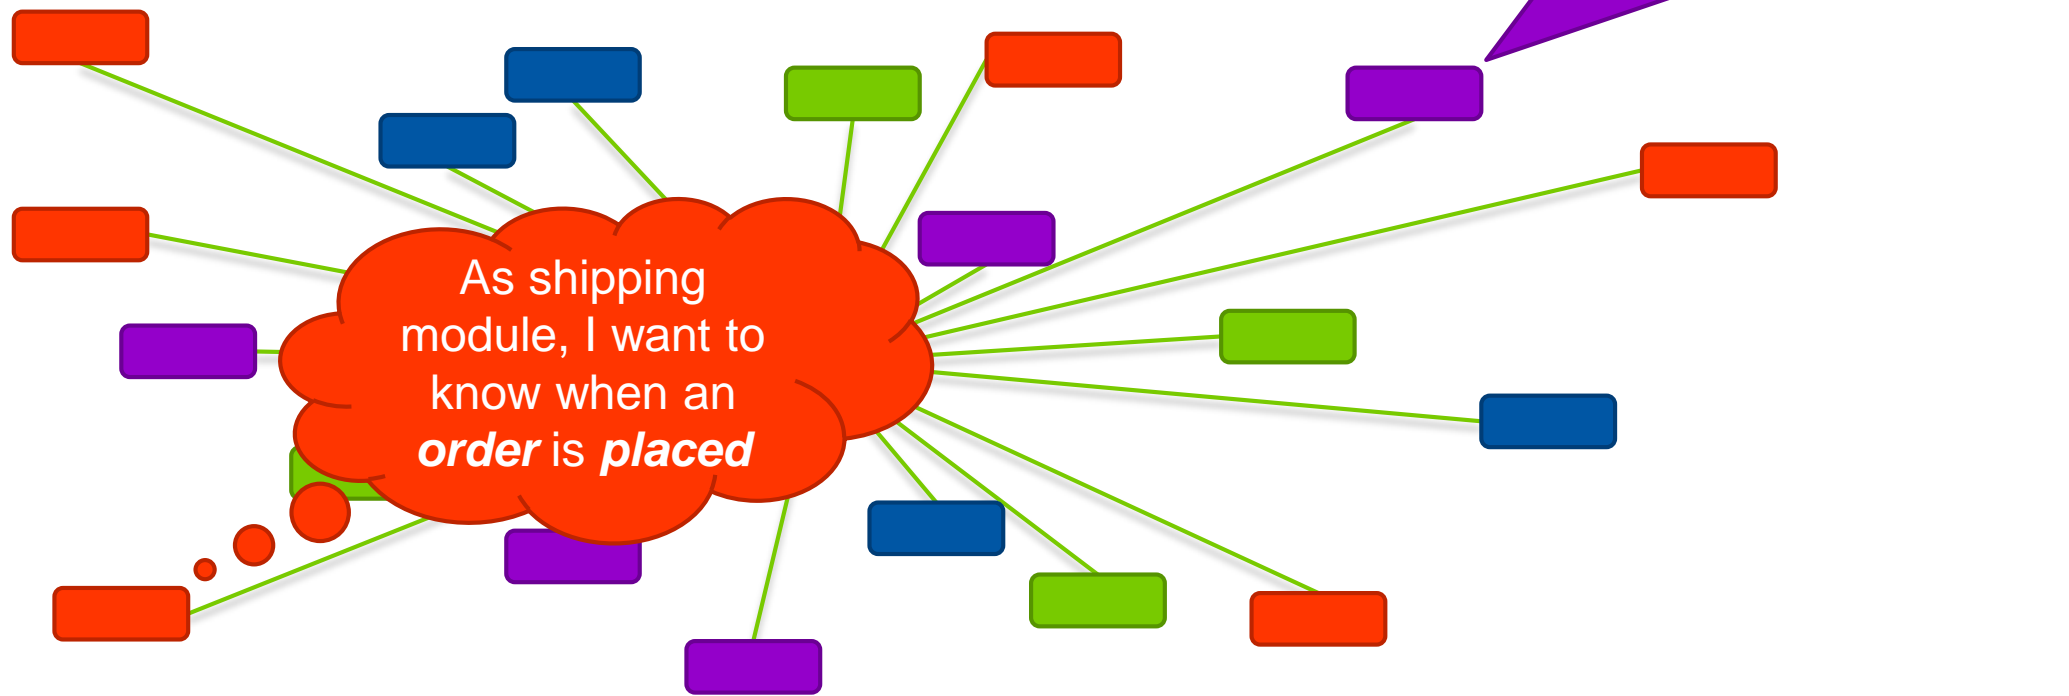 As shipping
module, I want to
know when an
order is placed